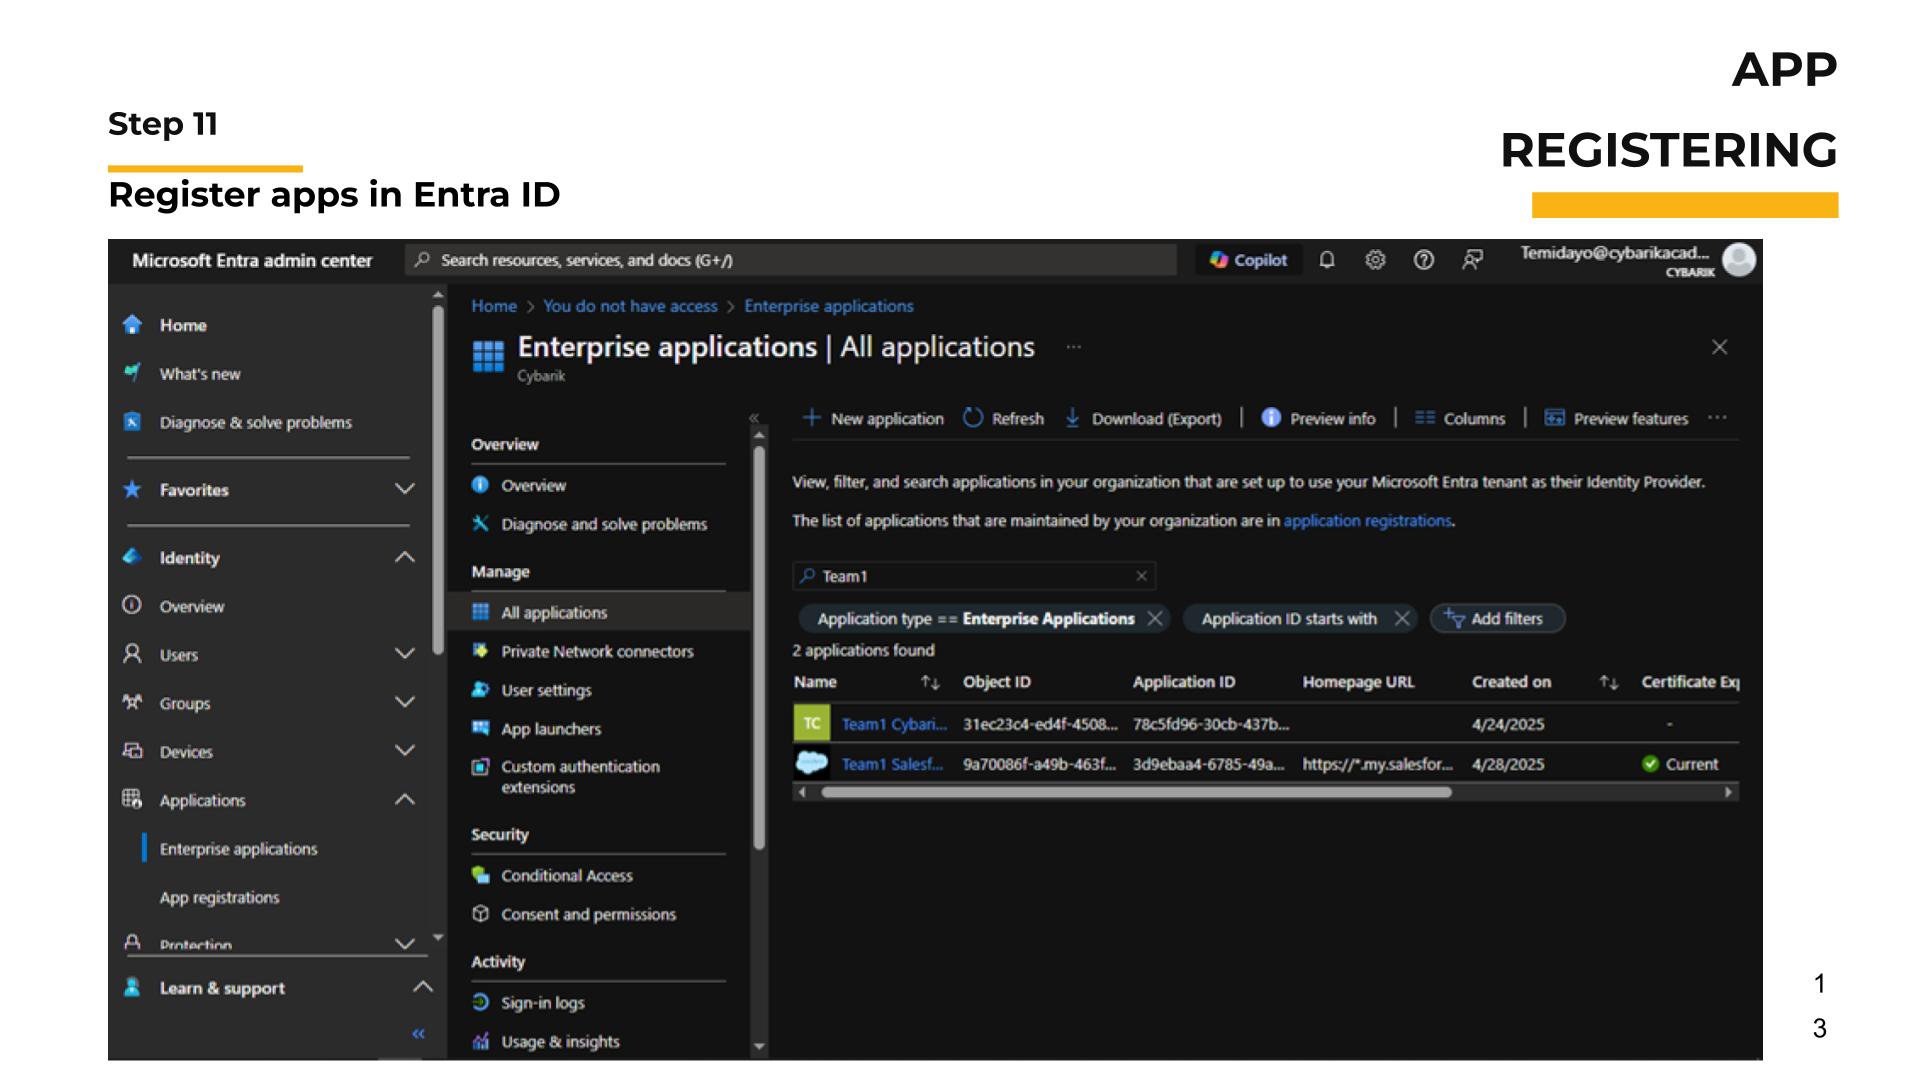 APP
REGISTERING
Step 11
Register apps in Entra ID
Microsoft Entra admin center
Search resources, services, and docs (G+/)
Copilot
Temidayo@cybarikacad...
CYBARIK
Home
What's new
Diagnose & solve problems
Favorites
Identity
Overview
Users
Groups
Devices
Applications
Enterprise applications
App registrations
Protection
Learn & support
Home > You do not have access > Enterprise applications
Enterprise applications | All applications ...
Cybarik
Overview
Overview
Diagnose and solve problems
Manage
All applications
Private Network connectors
User settings
App launchers
Custom authentication
extensions
Security
Conditional Access
Consent and permissions
Activity
Sign-in logs
Usage & insights
New application Refresh Download (Export) | Preview info | Columns | Preview features ...
View, filter, and search applications in your organization that are set up to use your Microsoft Entra tenant as their Identity Provider.
The list of applications that are maintained by your organization are in application registrations.
Team1
Application type == Enterprise Applications Application ID starts with Add filters
2 applications found
Name Object ID Application ID Homepage URL Created on Certificate Exp
TC Team1 Cybari... 31ec23c4-ed4f-4508... 78c5fd96-30cb-437b... 4/24/2025 -
Team1 Salesf... 9a70086f-a49b-463f... 3d9ebaa4-6785-49a... https://*.my.salesfor... 4/28/2025 Current
1
3